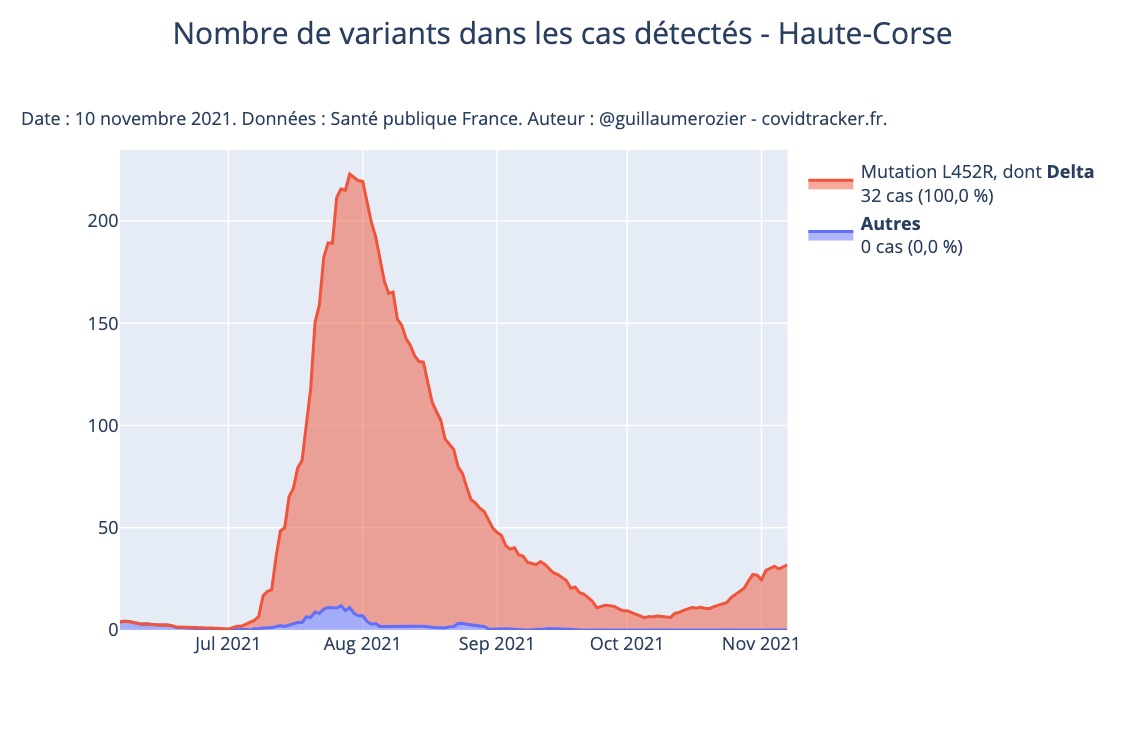 Nombre de variants dans les cas détectés - Haute-Corse
Date : 10 novembre 2021. Données : Santé publique France. Auteur : @guillaumerozier - covidtracker.fr.
Mutation L452R, dont Delta
32 cas (100,0 %)
Autres
0 cas (0,0 %)
200
150
100
50
0
Jul 2021
Aug 2021
Sep 2021
Oct 2021
Nov 2021